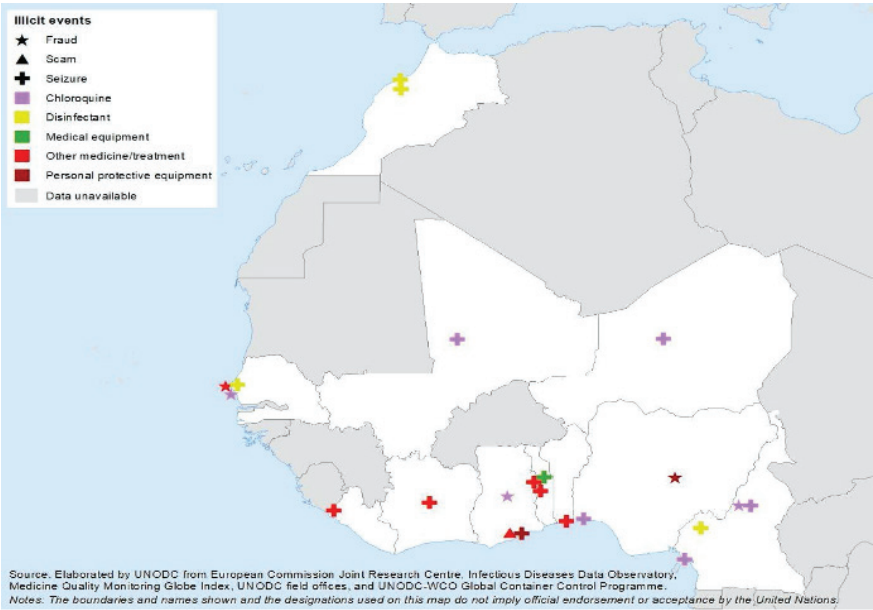 Illicit events
Fraud
Scam
Seizure
Chloroquine
Disinfectant
Medical equipment
Other medicine/treatment
Personal protective equipment
Data unavailable
Source. Elaborated by UNODC from European Commission Joint Research Centre. Infectious Diseases Data Observatory,
Medicine Quality Monitoring Globe Index, UNODC field offices, and UNODC-WCO Global Container Control Programme.
Notes. The boundaries and names shown and the designations used on this map do not imply official endorsement or acceptance by the United Nations.